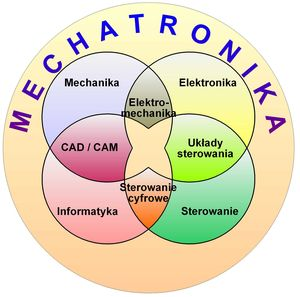 MECHATRONIKA
Mechanika
Elektronika
Elektro-
mechanika
CAD / CAM
Układy
sterowania
Sterowanie
cyfrowe
Informatyka
Sterowanie